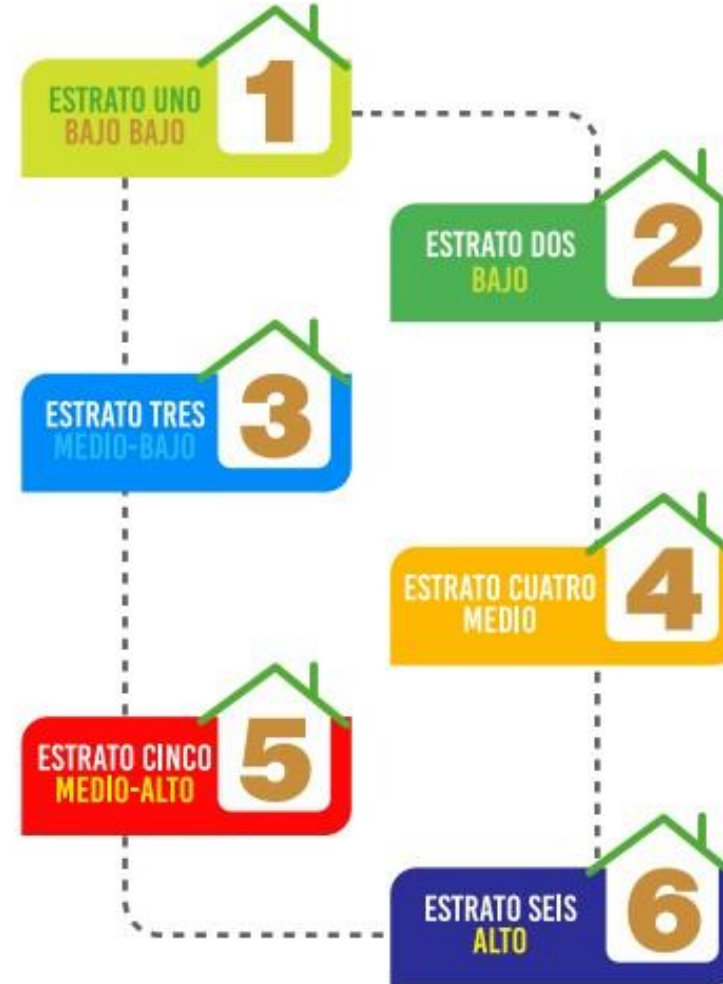 ESTRATO UNO
BAJO BAJO
1
ESTRATO DOS
BAJO
2
ESTRATO TRES
MEDIO-BAJO
3
ESTRATO CUATRO
MEDIO
4
ESTRATO CINCO
MEDIO-ALTO
5
ESTRATO SEÍS
ALTO
6